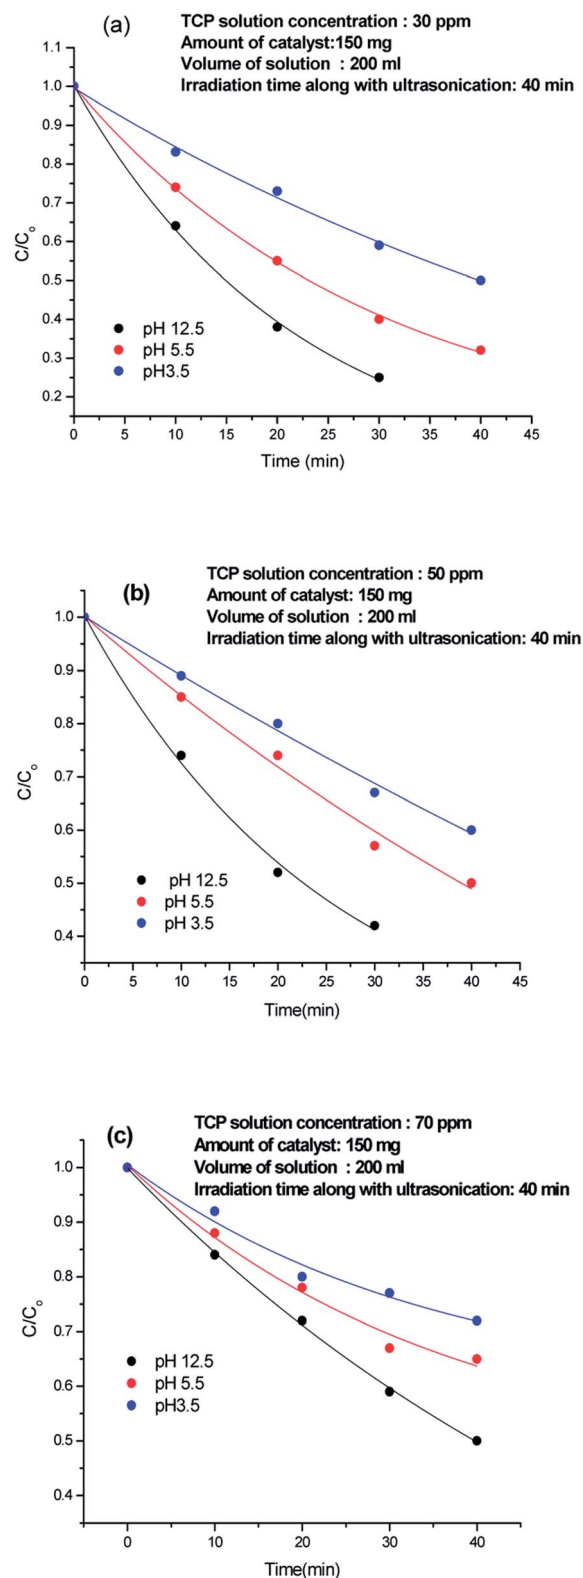 (a)
TCP solution concentration : 30 ppm
Amount of catalyst:150 mg
Volume of solution : 200 ml
Irradiation time along with ultrasonication: 40 min
1.1
1.0
0.9
0.8
0.7
0.6
0.5
0.4
0.3
0.2
C/Co
pH 12.5
pH 5.5
pH3.5
0 5 10 15 20 25 30 35 40 45
Time (min)
(b)
TCP solution concentration : 50 ppm
Amount of catalyst: 150 mg
Volume of solution : 200 ml
Irradiation time along with ultrasonication: 40 min
1.0
0.9
0.8
0.7
0.6
0.5
0.4
C/Co
pH 12.5
pH 5.5
pH 3.5
0 5 10 15 20 25 30 35 40 45
Time(min)
(c)
TCP solution concentration : 70 ppm
Amount of catalyst: 150 mg
Volume of solution : 200 ml
Irradiation time along with ultrasonication: 40 min
1.0
0.9
0.8
0.7
0.6
0.5
0.4
C/Co
pH 12.5
pH 5.5
pH3.5
0 10 20 30 40
Time(min)